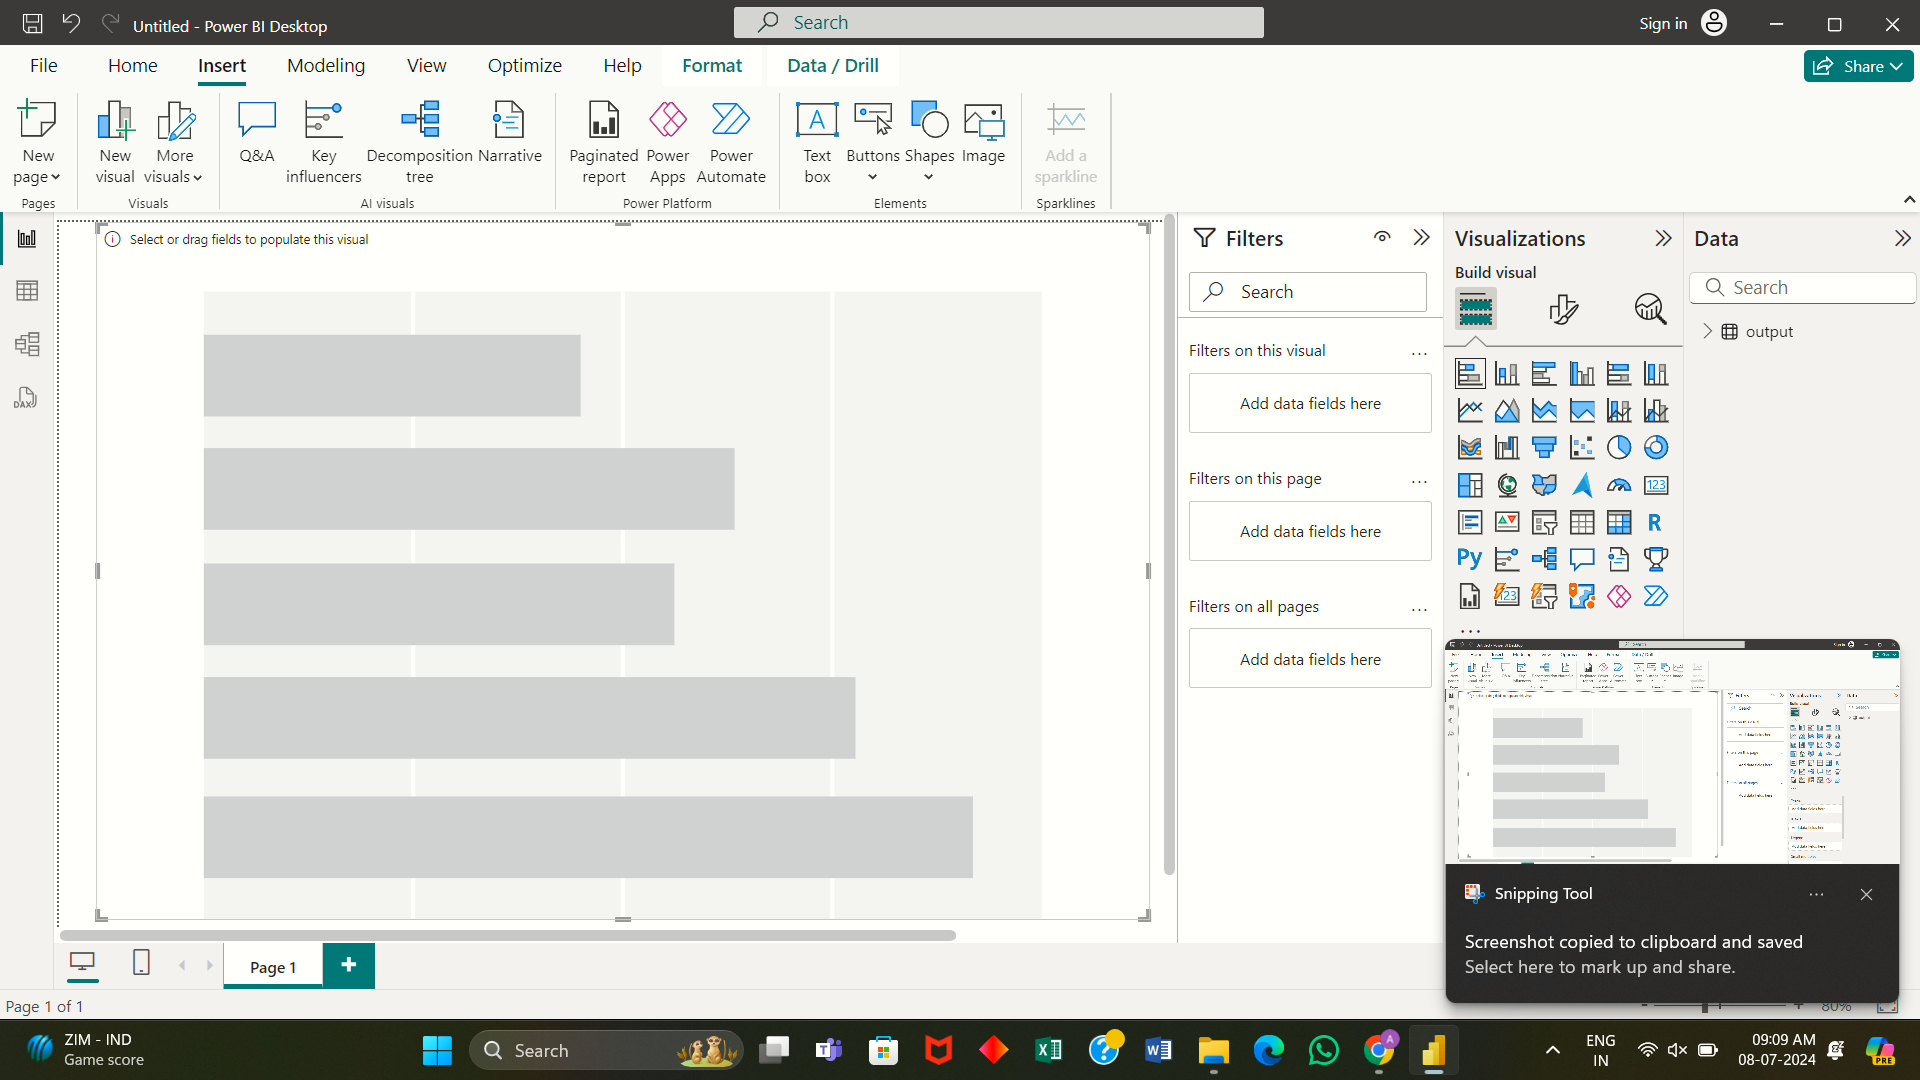 Untitled - Power BI Desktop
Search
Sign in
File
Home
Insert
Modeling
View
Optimize
Help
Format
Data / Drill
Share
New page
New visual
More visuals
Q&A
Key influencers
Decomposition tree
Narrative
Paginated report
Power Apps
Power Automate
Text box
Buttons
Shapes
Image
Add a sparkline
Pages
Visuals
AI visuals
Power Platform
Elements
Sparklines
DAX
Select or drag fields to populate this visual
Filters
Search
Filters on this visual
...
Add data fields here
Filters on this page
...
Add data fields here
Filters on all pages
...
Add data fields here
Visualizations
Build visual
123
R
Py
123
...
Data
Search
output
Snipping Tool
...
Screenshot copied to clipboard and saved
Select here to mark up and share.
Page 1
+
Page 1 of 1
80%
ZIM - IND
Game score
Search
ENG
IN
09:09 AM
08-07-2024
A
PRE